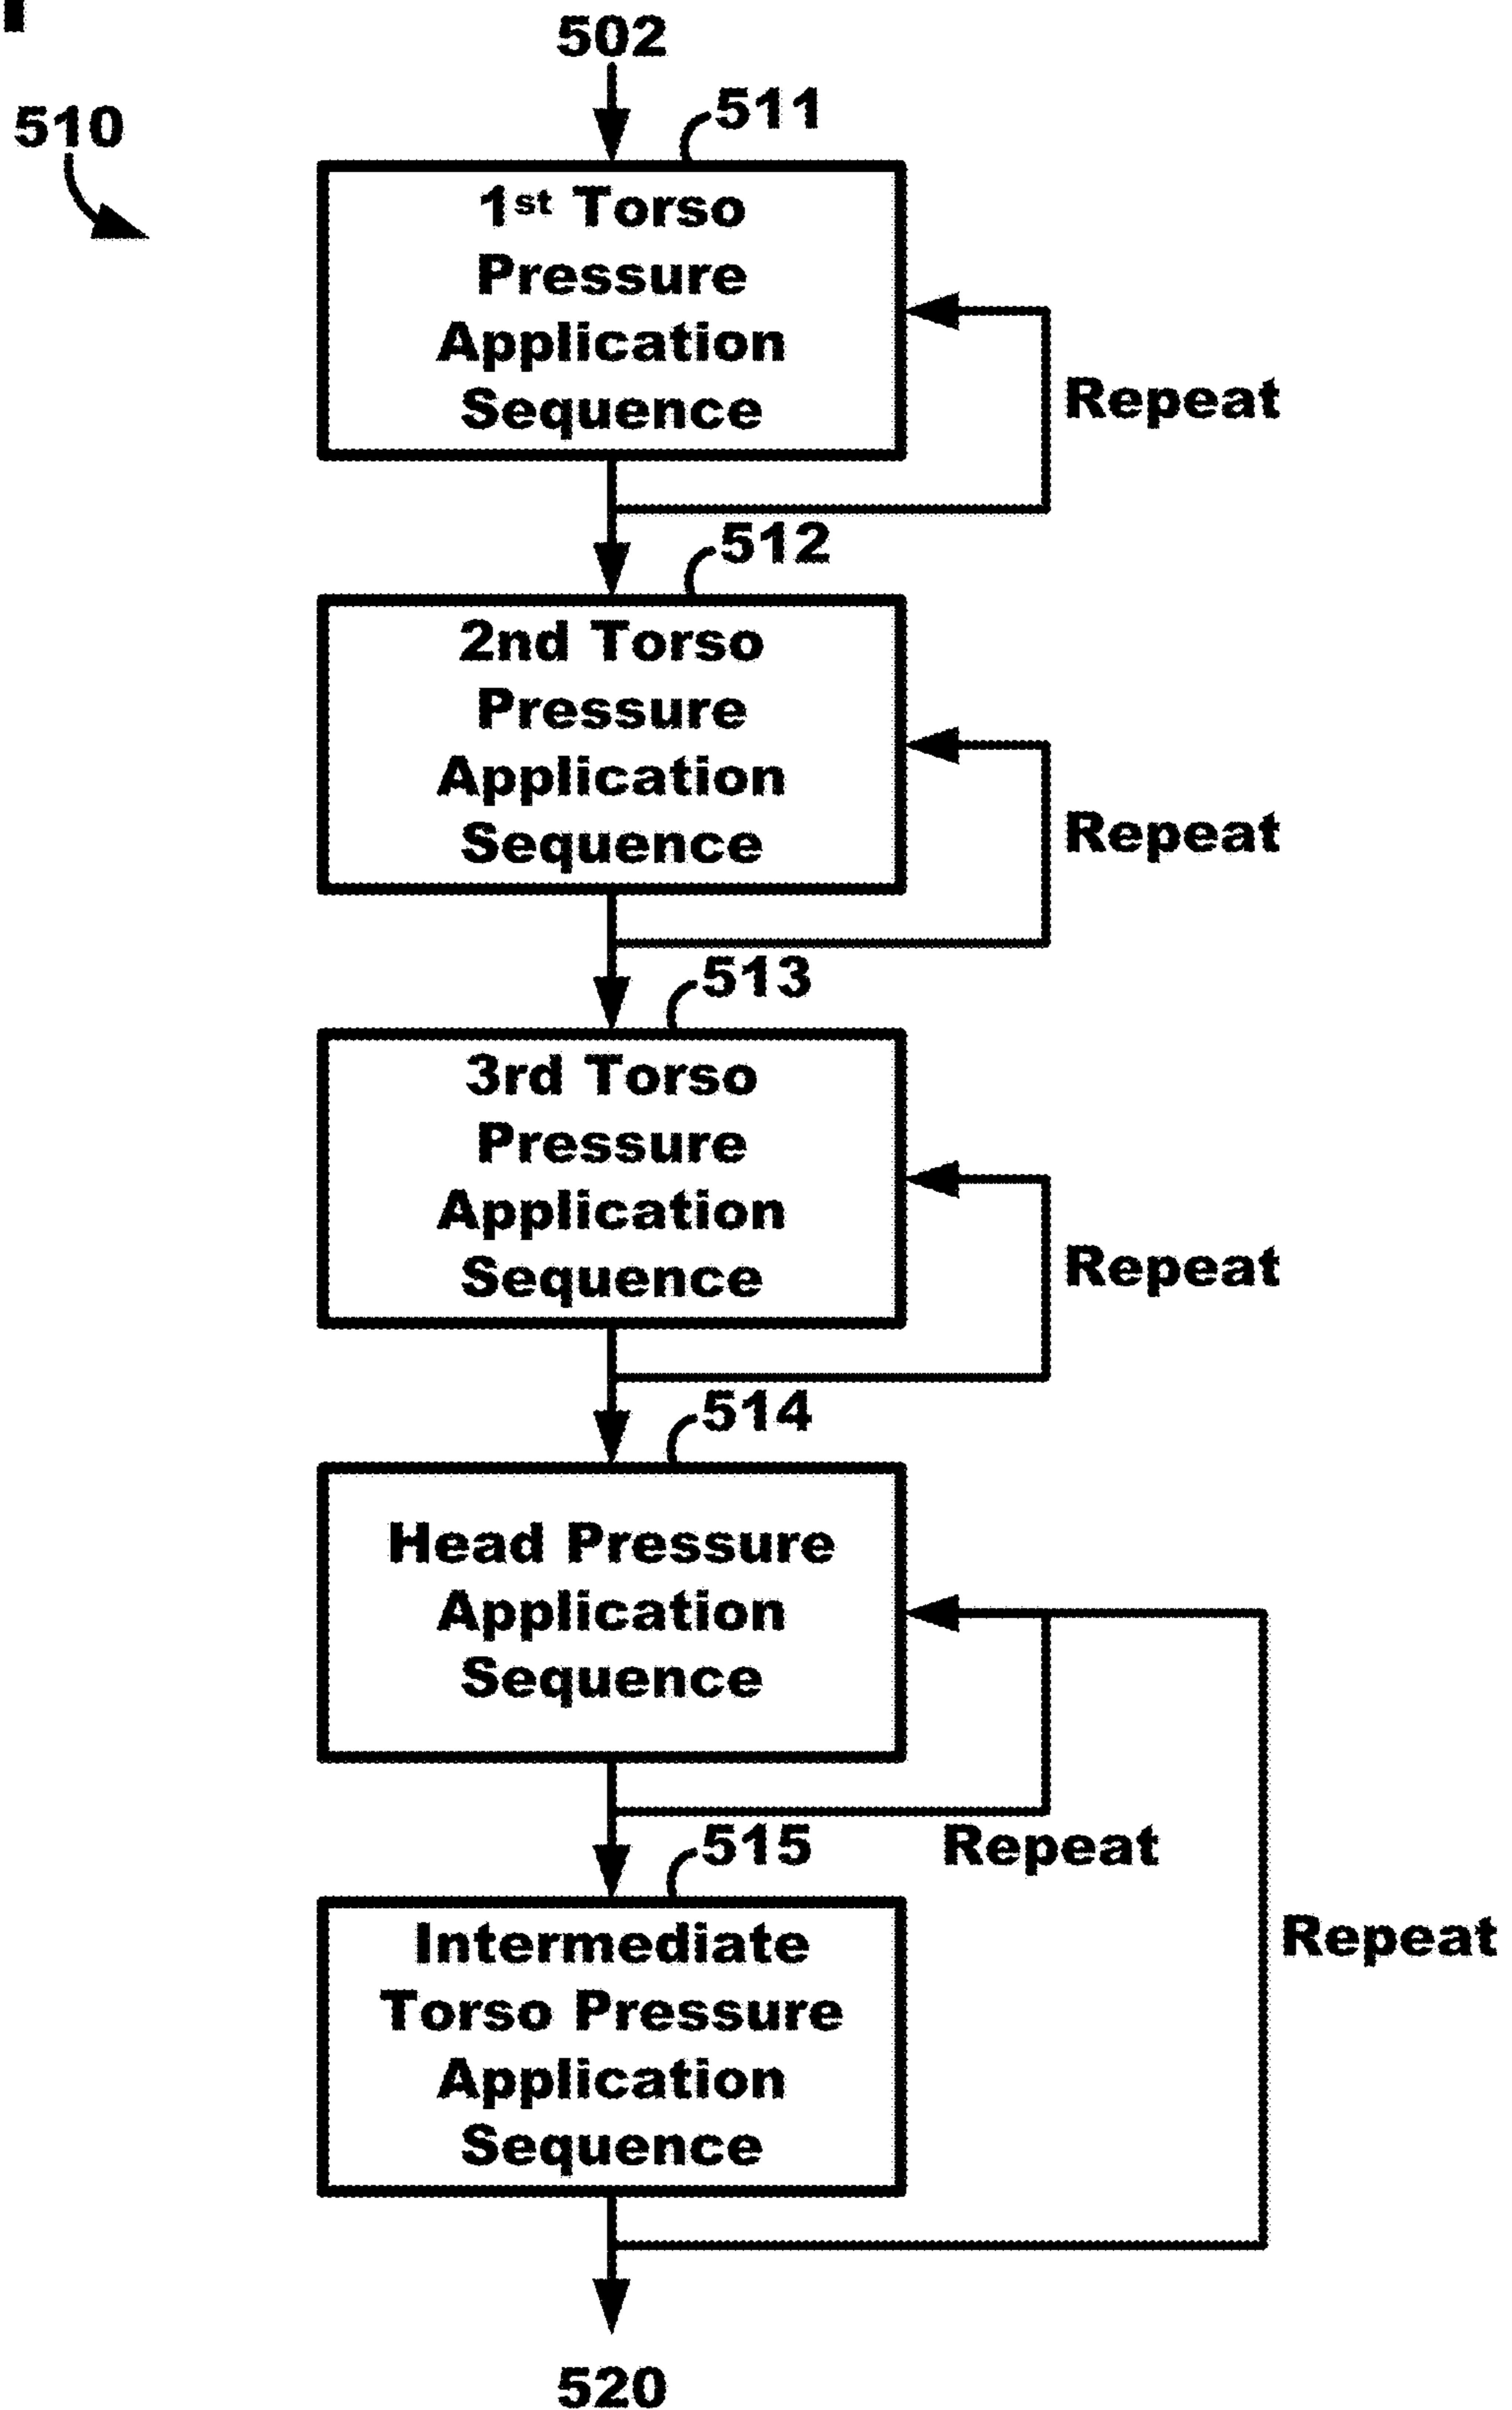 502
510
511
1st Torso
Pressure
Application
Sequence
Repeat
512
2nd Torso
Pressure
Application
Sequence
Repeat
513
3rd Torso
Pressure
Application
Sequence
Repeat
514
Head Pressure
Application
Sequence
Repeat
515
Intermediate
Torso Pressure
Application
Sequence
Repeat
520